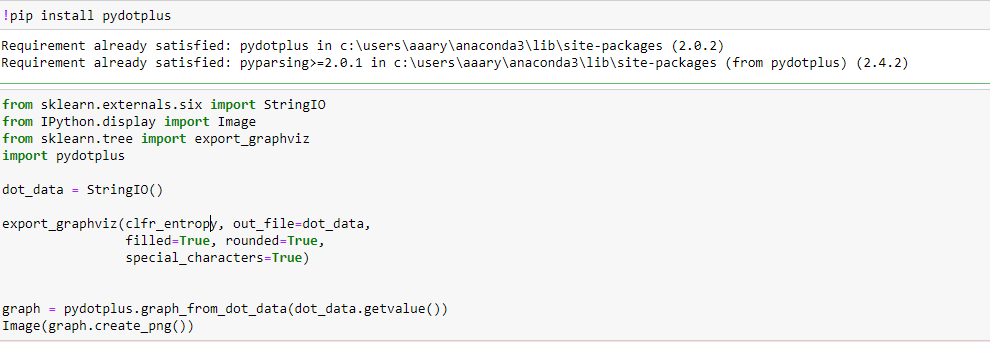 !pip install pydotplus
Requirement already satisfied: pydotplus in c:\users\aaary\anaconda3\lib\site-packages (2.0.2)
Requirement already satisfied: pyparsing>=2.0.1 in c:\users\aaary\anaconda3\lib\site-packages (from pydotplus) (2.4.2)
from sklearn.externals.six import StringIO
from IPython.display import Image
from sklearn.tree import export_graphviz
import pydotplus
dot_data = StringIO()
export_graphviz(clfr_entropy, out_file=dot_data,
filled=True, rounded=True,
special_characters=True)
graph = pydotplus.graph_from_dot_data(dot_data.getvalue())
Image(graph.create_png())